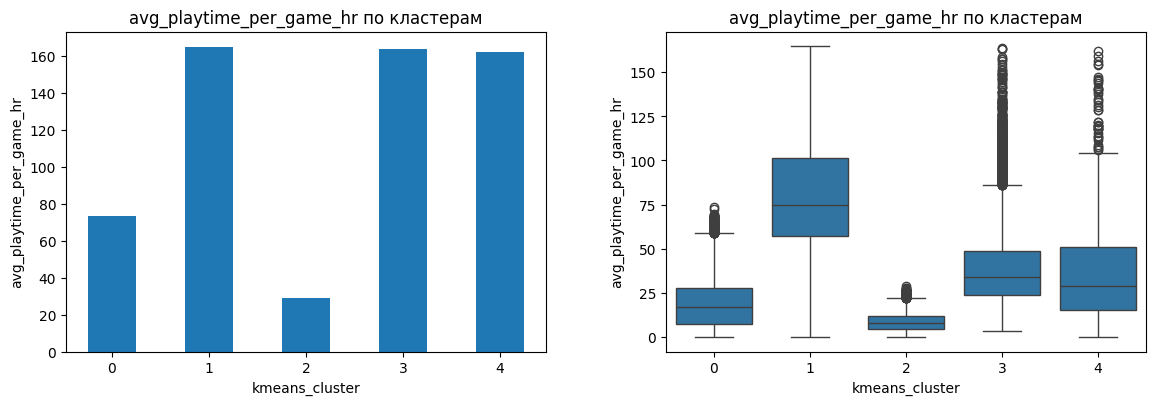 avg_playtime_per_game_hr по кластерам
avg_playtime_per_game_hr
160
140
120
100
80
60
40
20
0
0 1 2 3 4
kmeans_cluster
avg_playtime_per_game_hr по кластерам
avg_playtime_per_game_hr
150
125
100
75
50
25
0
0 1 2 3 4
kmeans_cluster